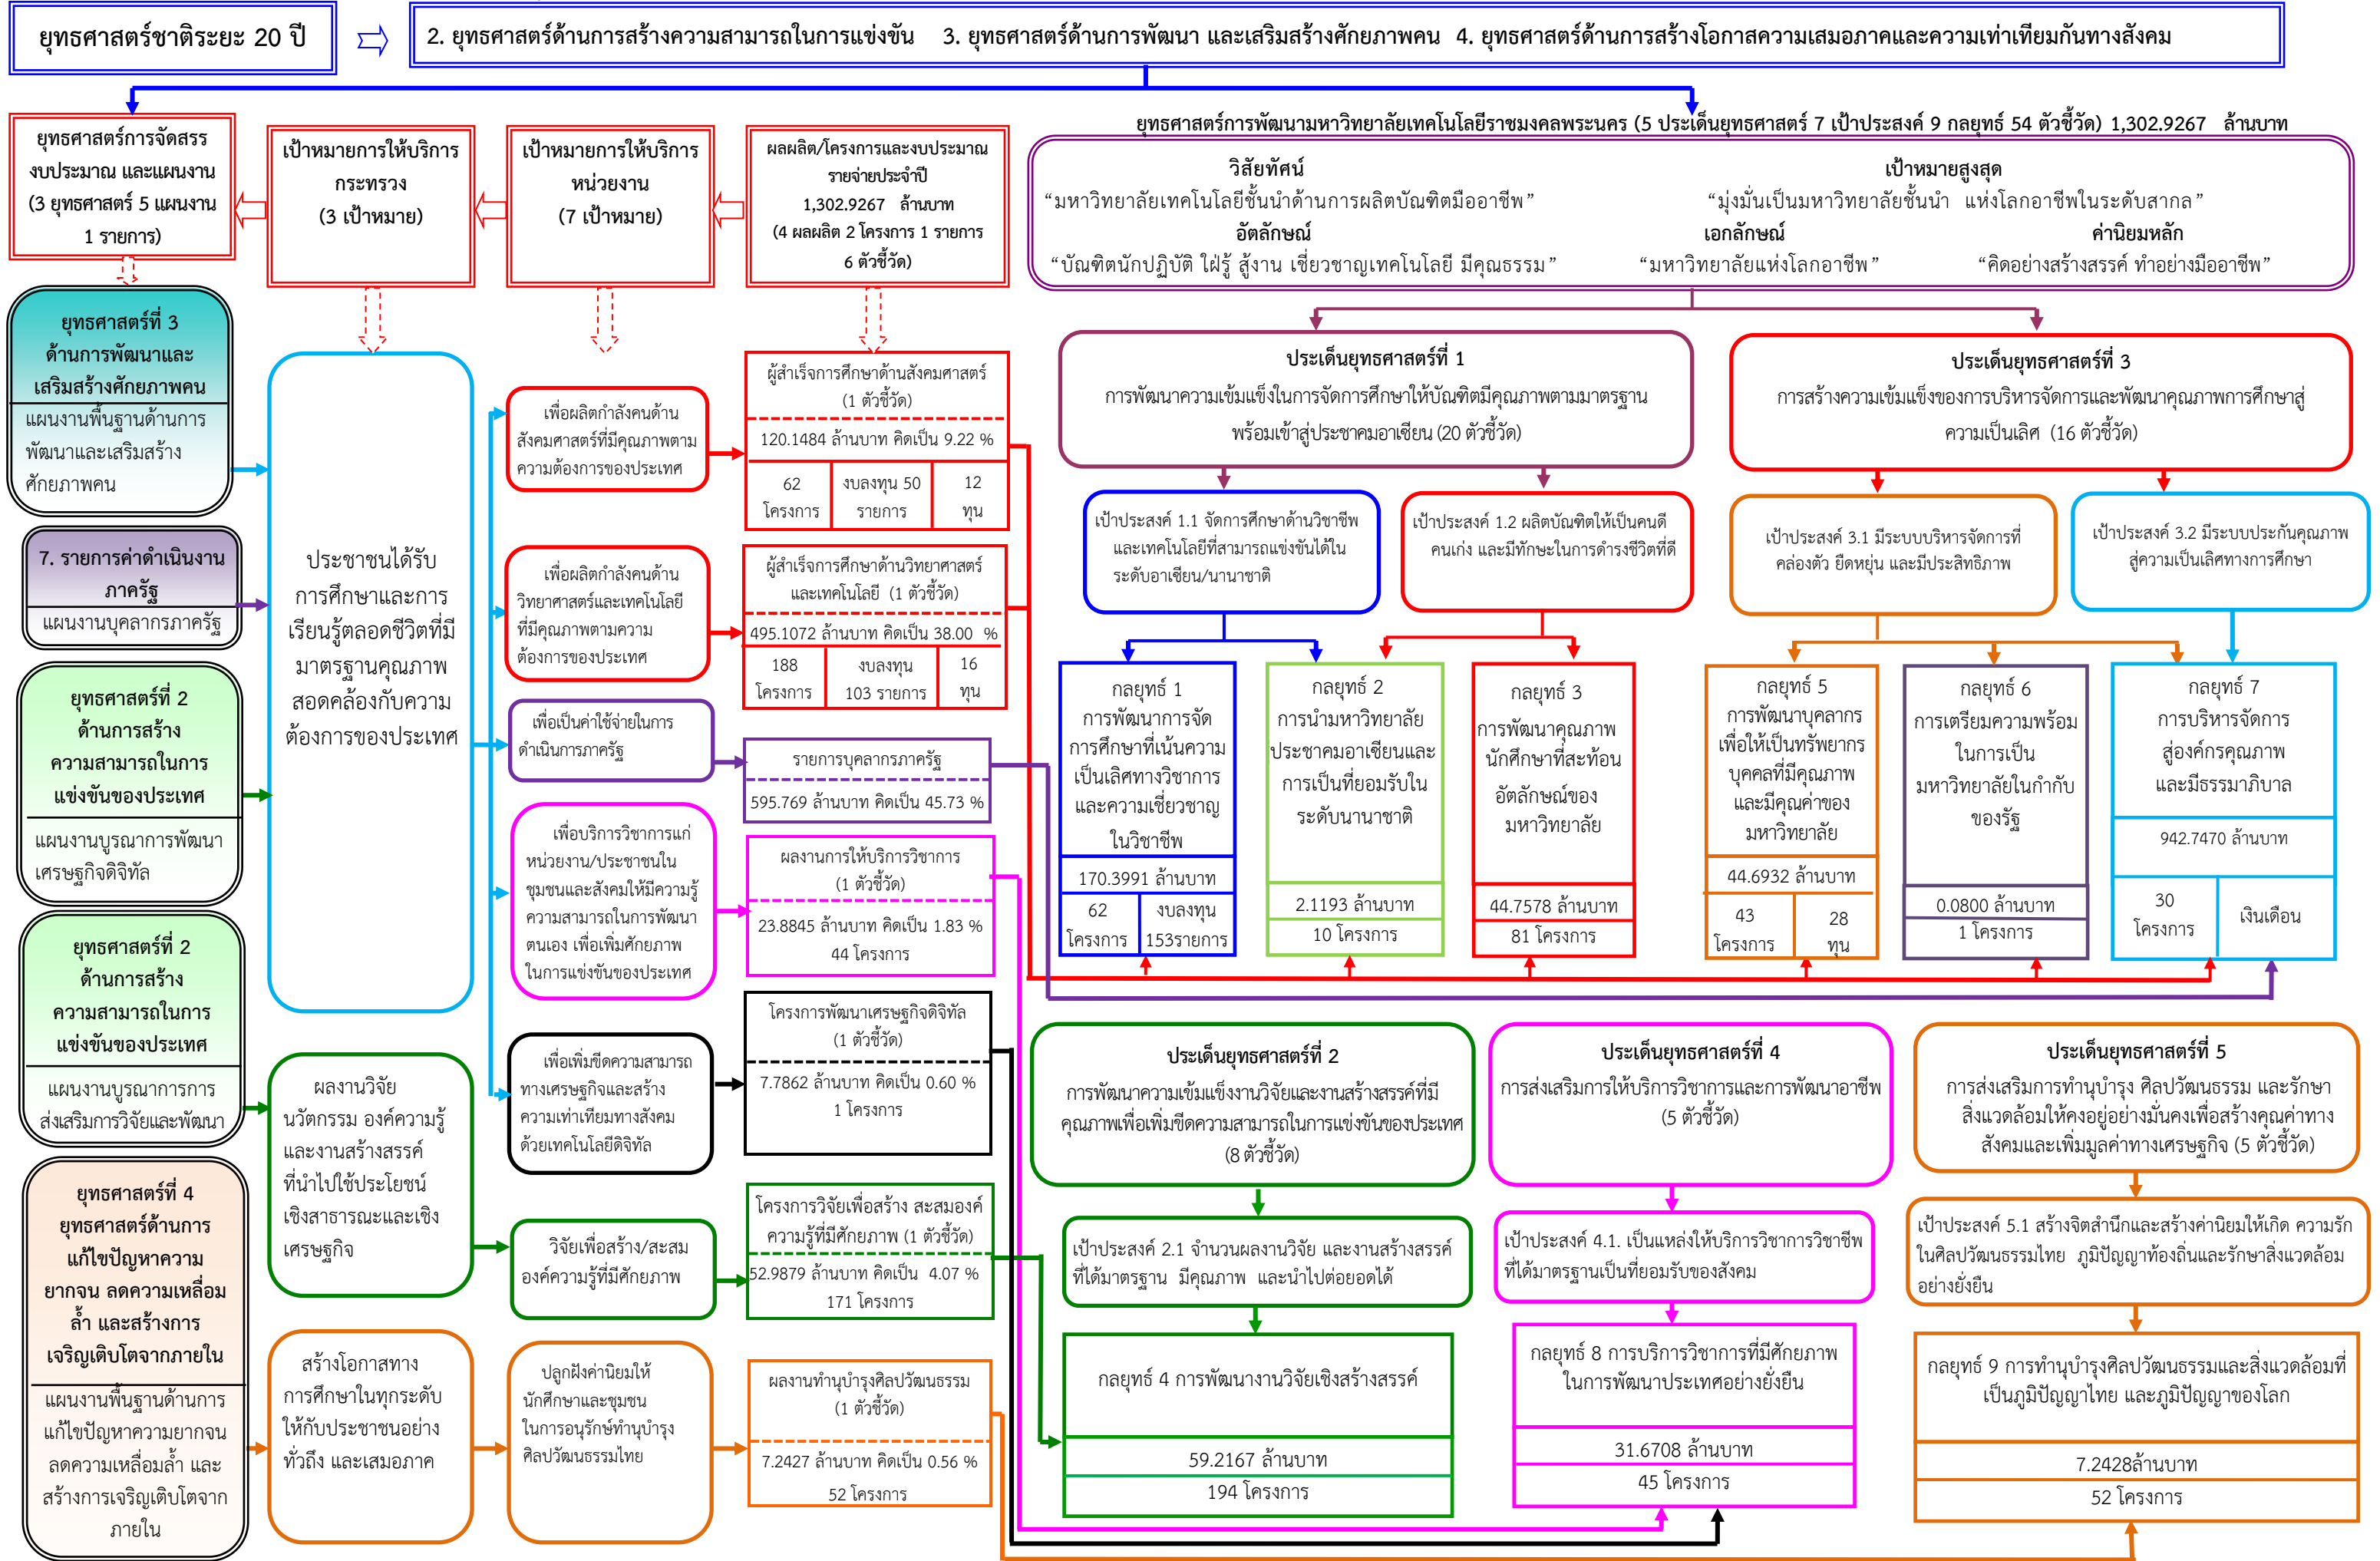 ยุทธศาสตร์ชาติระยะ 20 ปี
2. ยุทธศาสตร์ด้านการสร้างความสามารถในการแข่งขัน 3. ยุทธศาสตร์ด้านการพัฒนา และเสริมสร้างศักยภาพคน 4. ยุทธศาสตร์ด้านการสร้างโอกาสความเสมอภาคและความเท่าเทียมกันทางสังคม
ยุทธศาสตร์การจัดสรร
งบประมาณ และแผนงาน
(3 ยุทธศาสตร์ 5 แผนงาน
1 รายการ)
เป้าหมายการให้บริการ
กระทรวง
(3 เป้าหมาย)
เป้าหมายการให้บริการ
หน่วยงาน
(7 เป้าหมาย)
ผลผลิต/โครงการและงบประมาณ
รายจ่ายประจำปี
1,302.9267 ล้านบาท
(4 ผลผลิต 2 โครงการ 1 รายการ
6 ตัวชี้วัด)
ยุทธศาสตร์การพัฒนามหาวิทยาลัยเทคโนโลยีราชมงคลพระนคร (5 ประเด็นยุทธศาสตร์ 7 เป้าประสงค์ 9 กลยุทธ์ 54 ตัวชี้วัด) 1,302.9267 ล้านบาท
วิสัยทัศน์
“มหาวิทยาลัยเทคโนโลยีชั้นนำด้านการผลิตบัณฑิตมืออาชีพ”
เป้าหมายสูงสุด
“มุ่งมั่นเป็นมหาวิทยาลัยชั้นนำ แห่งโลกอาชีพในระดับสากล”
อัตลักษณ์
“บัณฑิตนักปฏิบัติ ใฝ่รู้ สู้งาน เชี่ยวชาญเทคโนโลยี มีคุณธรรม”
เอกลักษณ์
“มหาวิทยาลัยแห่งโลกอาชีพ”
ค่านิยมหลัก
“คิดอย่างสร้างสรรค์ ทำอย่างมืออาชีพ”
ยุทธศาสตร์ที่ 3
ด้านการพัฒนาและ
เสริมสร้างศักยภาพคน
แผนงานพื้นฐานด้านการ
พัฒนาและเสริมสร้าง
ศักยภาพคน
7. รายการค่าดำเนินงาน
ภาครัฐ
แผนงานบุคลากรภาครัฐ
ยุทธศาสตร์ที่ 2
ด้านการสร้าง
ความสามารถในการ
แข่งขันของประเทศ
แผนงานบูรณาการพัฒนา
เศรษฐกิจดิจิทัล
ยุทธศาสตร์ที่ 2
ด้านการสร้าง
ความสามารถในการ
แข่งขันของประเทศ
แผนงานบูรณาการการ
ส่งเสริมการวิจัยและพัฒนา
ยุทธศาสตร์ที่ 4
ยุทธศาสตร์ด้านการ
แก้ไขปัญหาความ
ยากจน ลดความเหลื่อม
ล้ำ และสร้างการ
เจริญเติบโตจากภายใน
แผนงานพื้นฐานด้านการ
แก้ไขปัญหาความยากจน
ลดความเหลื่อมล้ำ และ
สร้างการเจริญเติบโตจาก
ภายใน
ประชาชนได้รับ
การศึกษาและการ
เรียนรู้ตลอดชีวิตที่มี
มาตรฐานคุณภาพ
สอดคล้องกับความ
ต้องการของประเทศ
ผลงานวิจัย
นวัตกรรม องค์ความรู้
และงานสร้างสรรค์
ที่นำไปใช้ประโยชน์
เชิงสาธารณะและเชิง
เศรษฐกิจ
สร้างโอกาสทาง
การศึกษาในทุกระดับ
ให้กับประชาชนอย่าง
ทั่วถึง และเสมอภาค
เพื่อผลิตกำลังคนด้าน
สังคมศาสตร์ที่มีคุณภาพตาม
ความต้องการของประเทศ
เพื่อผลิตกำลังคนด้าน
วิทยาศาสตร์และเทคโนโลยี
ที่มีคุณภาพตามความ
ต้องการของประเทศ
เพื่อเป็นค่าใช้จ่ายในการ
ดำเนินการภาครัฐ
เพื่อบริการวิชาการแก่
หน่วยงาน/ประชาชนใน
ชุมชนและสังคมให้มีความรู้
ความสามารถในการพัฒนา
ตนเอง เพื่อเพิ่มศักยภาพ
ในการแข่งขันของประเทศ
เพื่อเพิ่มขีดความสามารถ
ทางเศรษฐกิจและสร้าง
ความเท่าเทียมทางสังคม
ด้วยเทคโนโลยีดิจิทัล
วิจัยเพื่อสร้าง/สะสม
องค์ความรู้ที่มีศักยภาพ
ปลูกฝังค่านิยมให้
นักศึกษาและชุมชน
ในการอนุรักษ์ทำนุบำรุง
ศิลปวัฒนธรรมไทย
ผู้สำเร็จการศึกษาด้านสังคมศาสตร์
(1 ตัวชี้วัด)
120.1484 ล้านบาท คิดเป็น 9.22 %
62
โครงการ
งบลงทุน 50
รายการ
12
ทุน
ผู้สำเร็จการศึกษาด้านวิทยาศาสตร์
และเทคโนโลยี (1 ตัวชี้วัด)
495.1072 ล้านบาท คิดเป็น 38.00 %
188
โครงการ
งบลงทุน
103 รายการ
16
ทุน
รายการบุคลากรภาครัฐ
595.769 ล้านบาท คิดเป็น 45.73 %
ผลงานการให้บริการวิชาการ
(1 ตัวชี้วัด)
23.8845 ล้านบาท คิดเป็น 1.83 %
44 โครงการ
โครงการพัฒนาเศรษฐกิจดิจิทัล
(1 ตัวชี้วัด)
7.7862 ล้านบาท คิดเป็น 0.60 %
1 โครงการ
โครงการวิจัยเพื่อสร้าง สะสมองค์
ความรู้ที่มีศักยภาพ (1 ตัวชี้วัด)
52.9879 ล้านบาท คิดเป็น 4.07 %
171 โครงการ
ผลงานทำนุบำรุงศิลปวัฒนธรรม
(1 ตัวชี้วัด)
7.2427 ล้านบาท คิดเป็น 0.56 %
52 โครงการ
ประเด็นยุทธศาสตร์ที่ 1
การพัฒนาความเข้มแข็งในการจัดการศึกษาให้บัณฑิตมีคุณภาพตามมาตรฐาน
พร้อมเข้าสู่ประชาคมอาเซียน (20 ตัวชี้วัด)
ประเด็นยุทธศาสตร์ที่ 3
การสร้างความเข้มแข็งของการบริหารจัดการและพัฒนาคุณภาพการศึกษาสู่
ความเป็นเลิศ (16 ตัวชี้วัด)
เป้าประสงค์ 1.1 จัดการศึกษาด้านวิชาชีพ
และเทคโนโลยีที่สามารถแข่งขันได้ใน
ระดับอาเซียน/นานาชาติ
เป้าประสงค์ 1.2 ผลิตบัณฑิตให้เป็นคนดี
คนเก่ง และมีทักษะในการดำรงชีวิตที่ดี
เป้าประสงค์ 3.1 มีระบบบริหารจัดการที่
คล่องตัว ยืดหยุ่น และมีประสิทธิภาพ
เป้าประสงค์ 3.2 มีระบบประกันคุณภาพ
สู่ความเป็นเลิศทางการศึกษา
กลยุทธ์ 1
การพัฒนาการจัด
การศึกษาที่เน้นความ
เป็นเลิศทางวิชาการ
และความเชี่ยวชาญ
ในวิชาชีพ
170.3991 ล้านบาท
62
โครงการ
งบลงทุน
153รายการ
กลยุทธ์ 2
การนำมหาวิทยาลัย
ประชาคมอาเซียนและ
การเป็นที่ยอมรับใน
ระดับนานาชาติ
2.1193 ล้านบาท
10 โครงการ
กลยุทธ์ 3
การพัฒนาคุณภาพ
นักศึกษาที่สะท้อน
อัตลักษณ์ของ
มหาวิทยาลัย
44.7578 ล้านบาท
81 โครงการ
กลยุทธ์ 5
การพัฒนาบุคลากร
เพื่อให้เป็นทรัพยากร
บุคคลที่มีคุณภาพ
และมีคุณค่าของ
มหาวิทยาลัย
44.6932 ล้านบาท
43
โครงการ
28
ทุน
กลยุทธ์ 6
การเตรียมความพร้อม
ในการเป็น
มหาวิทยาลัยในกำกับ
ของรัฐ
0.0800 ล้านบาท
1 โครงการ
กลยุทธ์ 7
การบริหารจัดการ
สู่องค์กรคุณภาพ
และมีธรรมาภิบาล
942.7470 ล้านบาท
30
โครงการ
เงินเดือน
ประเด็นยุทธศาสตร์ที่ 2
การพัฒนาความเข้มแข็งงานวิจัยและงานสร้างสรรค์ที่มี
คุณภาพเพื่อเพิ่มขีดความสามารถในการแข่งขันของประเทศ
(8 ตัวชี้วัด)
เป้าประสงค์ 2.1 จำนวนผลงานวิจัย และงานสร้างสรรค์
ที่ได้มาตรฐาน มีคุณภาพ และนำไปต่อยอดได้
กลยุทธ์ 4 การพัฒนางานวิจัยเชิงสร้างสรรค์
59.2167 ล้านบาท
194 โครงการ
ประเด็นยุทธศาสตร์ที่ 4
การส่งเสริมการให้บริการวิชาการและการพัฒนาอาชีพ
(5 ตัวชี้วัด)
เป้าประสงค์ 4.1. เป็นแหล่งให้บริการวิชาการวิชาชีพ
ที่ได้มาตรฐานเป็นที่ยอมรับของสังคม
กลยุทธ์ 8 การบริการวิชาการที่มีศักยภาพ
ในการพัฒนาประเทศอย่างยั่งยืน
31.6708 ล้านบาท
45 โครงการ
ประเด็นยุทธศาสตร์ที่ 5
การส่งเสริมการทำนุบำรุง ศิลปวัฒนธรรม และรักษา
สิ่งแวดล้อมให้คงอยู่อย่างมั่นคงเพื่อสร้างคุณค่าทาง
สังคมและเพิ่มมูลค่าทางเศรษฐกิจ (5 ตัวชี้วัด)
เป้าประสงค์ 5.1 สร้างจิตสำนึกและสร้างค่านิยมให้เกิด ความรัก
ในศิลปวัฒนธรรมไทย ภูมิปัญญาท้องถิ่นและรักษาสิ่งแวดล้อม
อย่างยั่งยืน
กลยุทธ์ 9 การทำนุบำรุงศิลปวัฒนธรรมและสิ่งแวดล้อมที่
เป็นภูมิปัญญาไทย และภูมิปัญญาของโลก
7.2428ล้านบาท
52 โครงการ